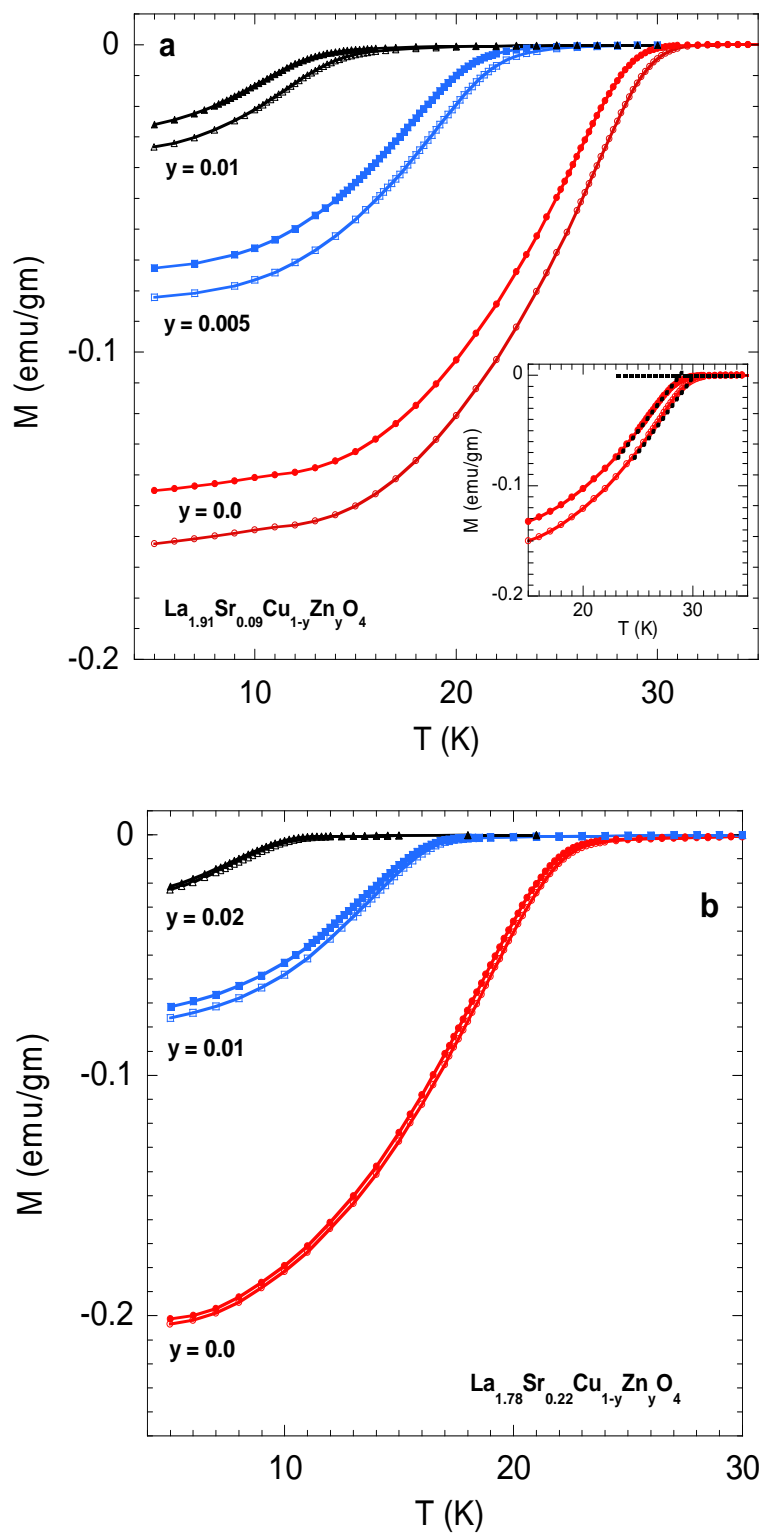 a
0
y = 0.01
y = 0.005
-0.1
M (emu/gm)
y = 0.0
La1.91Sr0.09Cu1-yZnyO4
-0.2
10
20
30
T (K)
0
-0.1
-0.2
M (emu/gm)
20
30
T (K)
0
y = 0.02
b
y = 0.01
-0.1
M (emu/gm)
-0.2
y = 0.0
La1.78Sr0.22Cu1-yZnyO4
10
20
30
T (K)